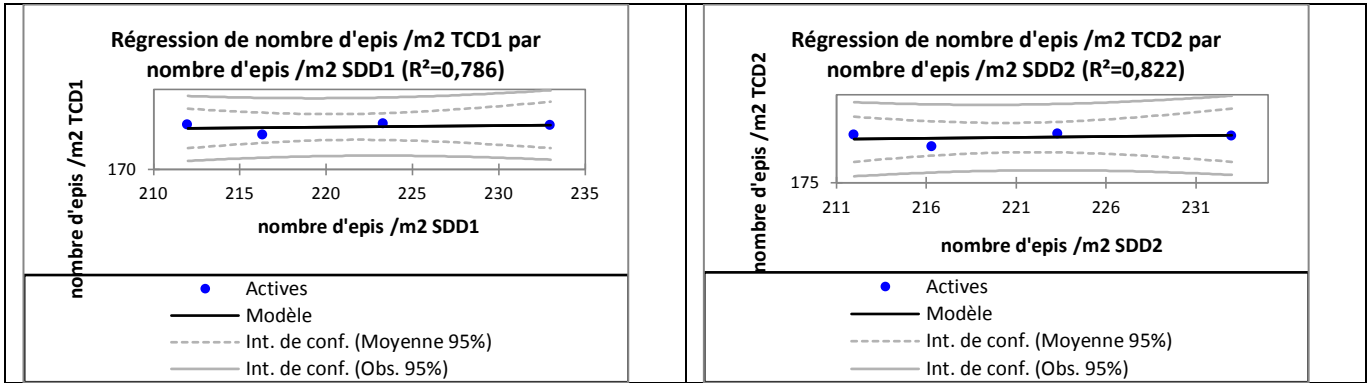 Régression de nombre d'epis /m2 TCD1 par
nombre d'epis /m2 SDD1 (R²=0,786)
nombre d'epis /m2 TCD1
170
210 215 220 225 230 235
nombre d'epis /m2 SDD1
Actives
Modèle
Int. de conf. (Moyenne 95%)
Int. de conf. (Obs. 95%)
Régression de nombre d'epis /m2 TCD2 par
nombre d'epis /m2 SDD2 (R²=0,822)
nombre d'epis /m2 TCD2
175
211 216 221 226 231
nombre d'epis /m2 SDD2
Actives
Modèle
Int. de conf. (Moyenne 95%)
Int. de conf. (Obs. 95%)